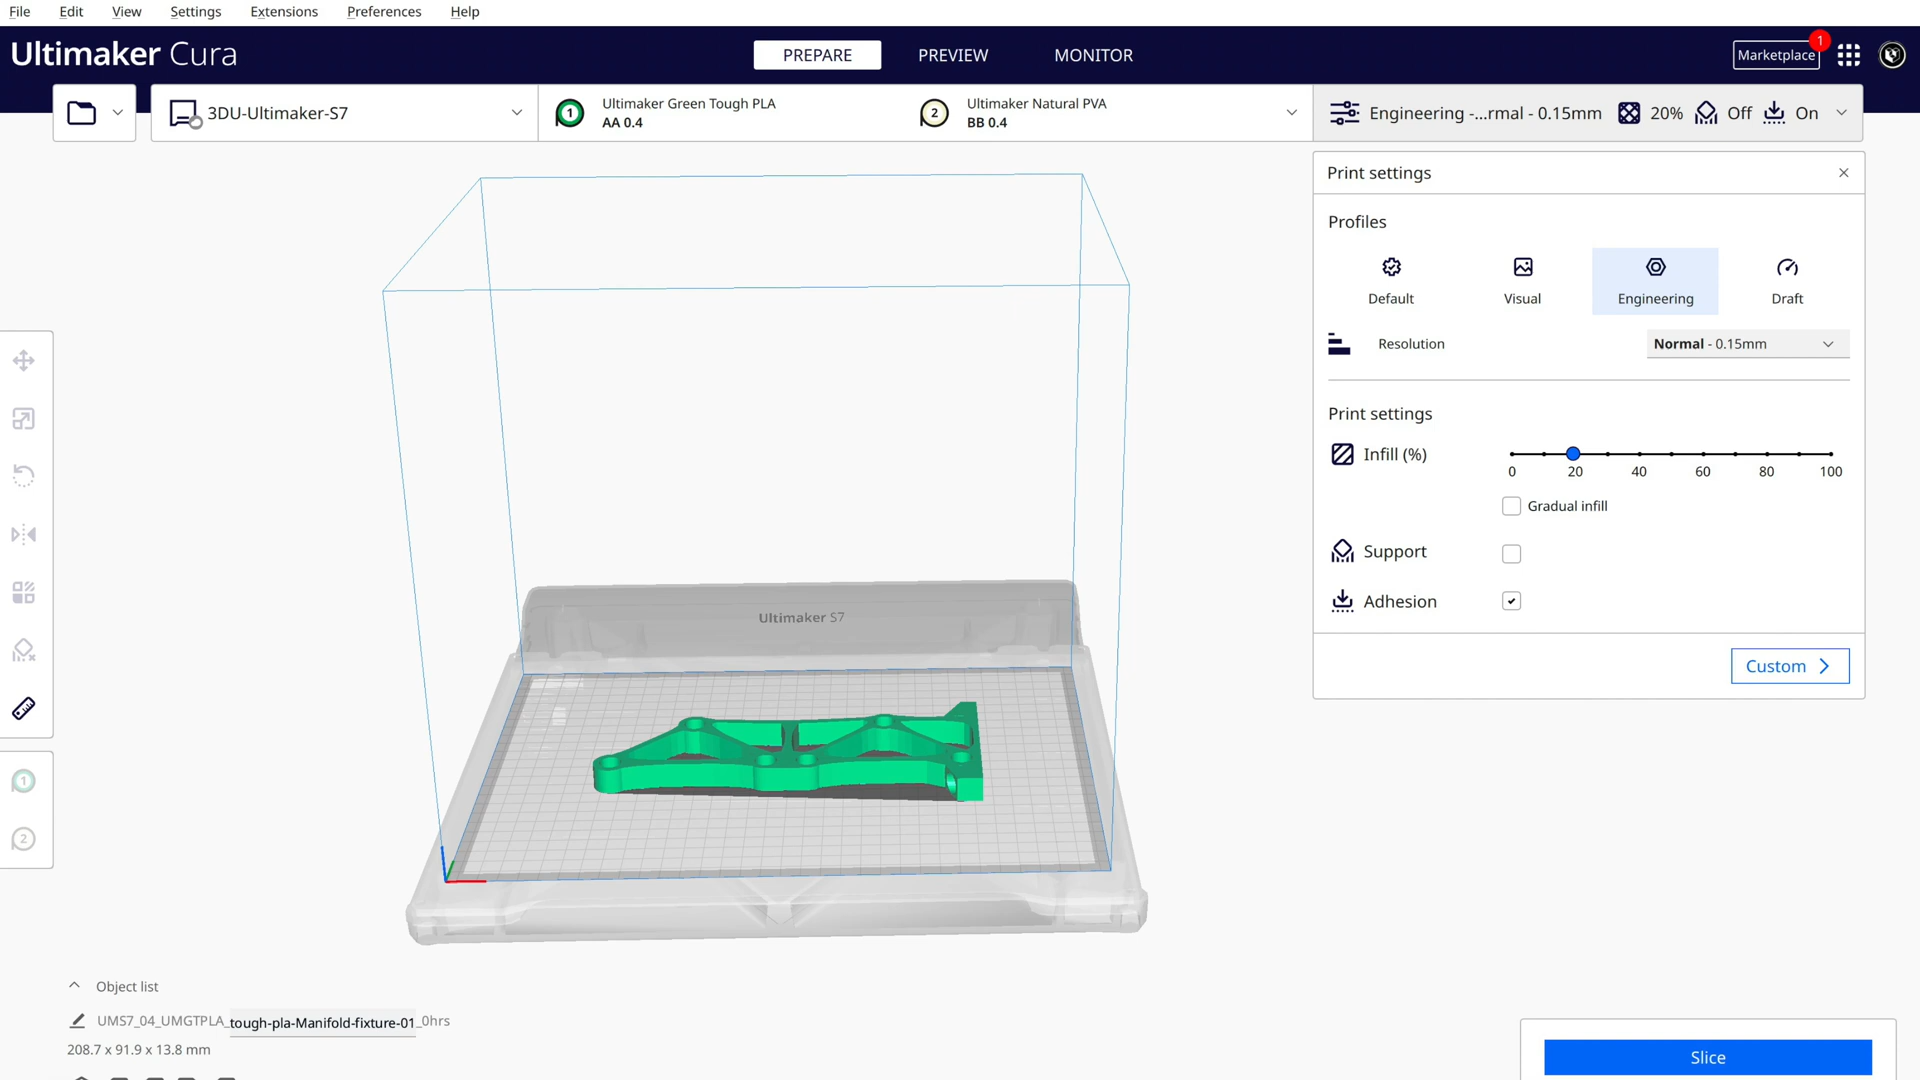 File Edit View Settings Extensions Preferences Help
Ultimaker Cura
PREPARE PREVIEW MONITOR
Marketplace 1
3DU-Ultimaker-S7
1 Ultimaker Green Tough PLA
AA 0.4
2 Ultimaker Natural PVA
BB 0.4
Engineering -...rmal - 0.15mm 20% Off On
Print settings
Profiles
Default Visual Engineering Draft
Resolution Normal - 0.15mm
Print settings
Infill (%)
0 20 40 60 80 100
Gradual infill
Support
Adhesion
Custom
Ultimaker S7
1
2
Object list
UMS7_04_UMGTPLA_tough-pla-Manifold-fixture-01_0hrs
208.7 x 91.9 x 13.8 mm
Slice